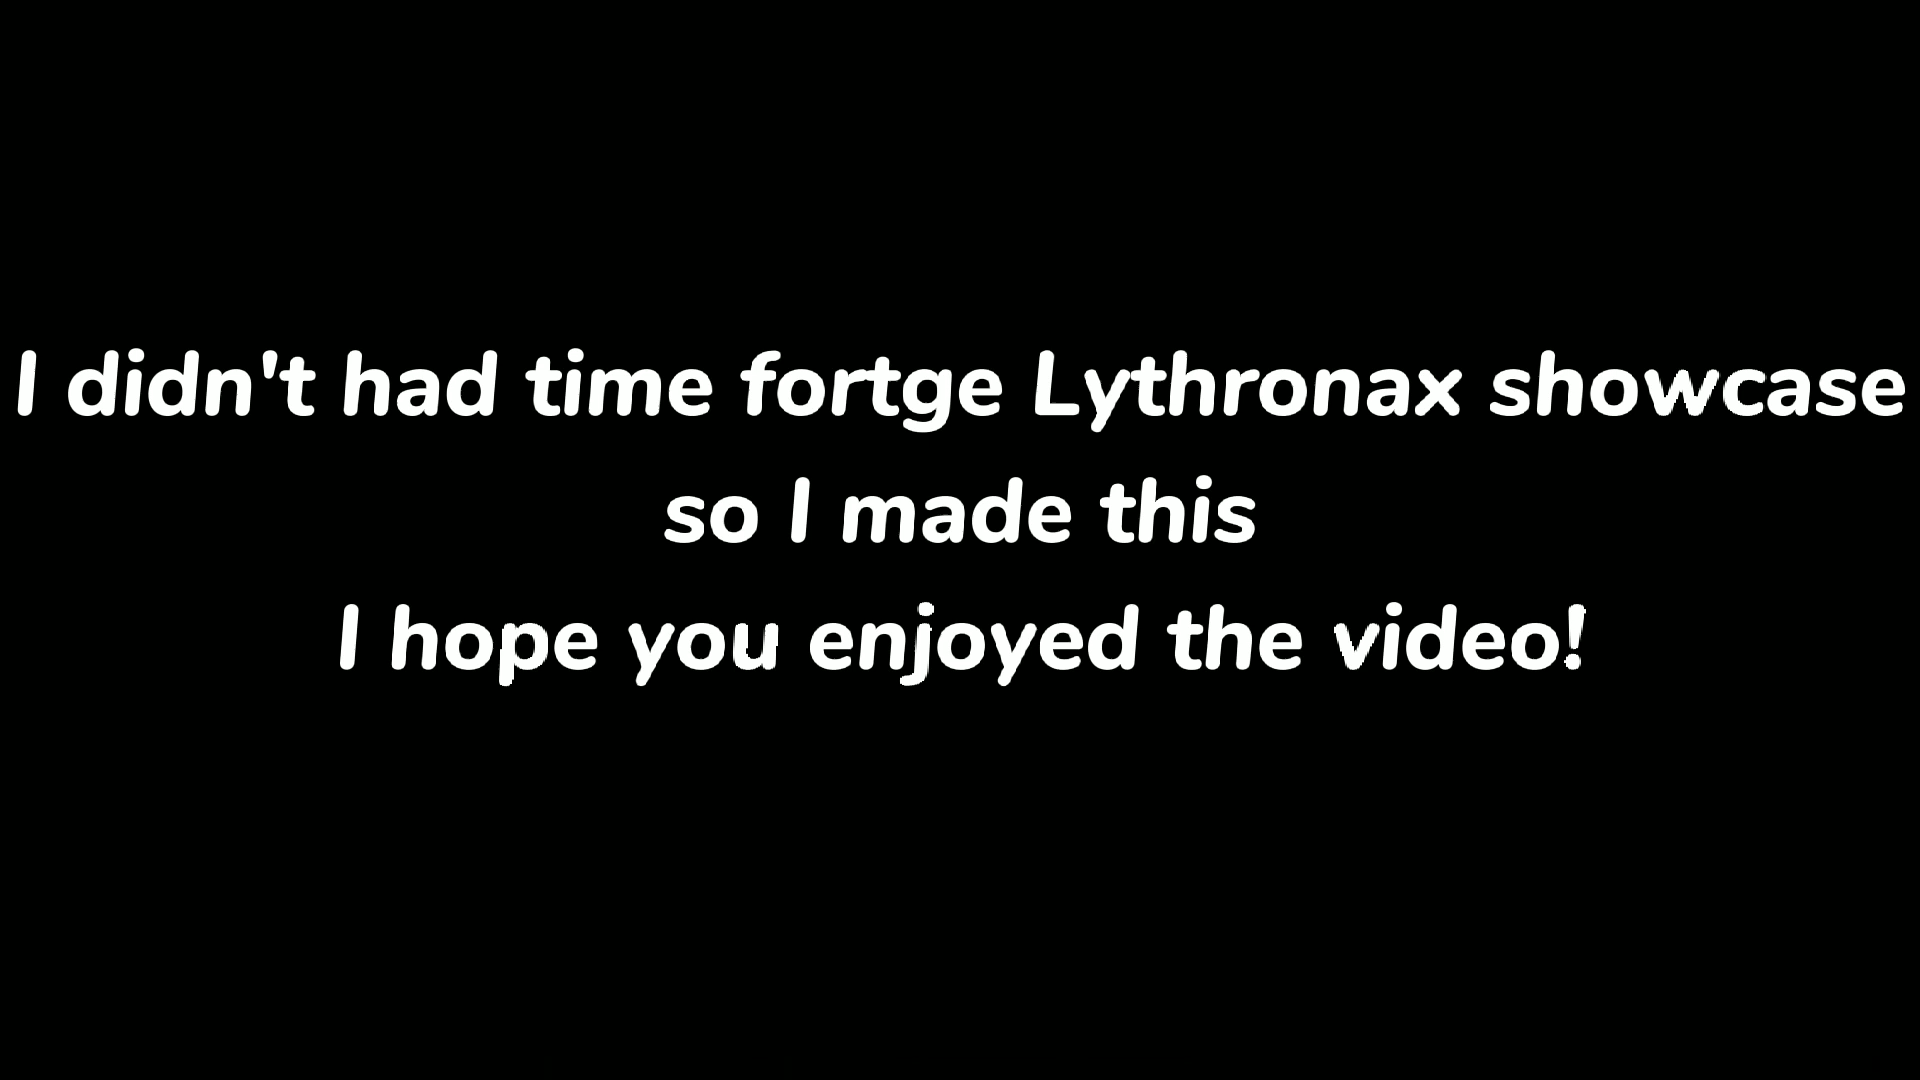 I didn't had time fortge Lythronax showcase
so I made this
I hope you enjoyed the video!